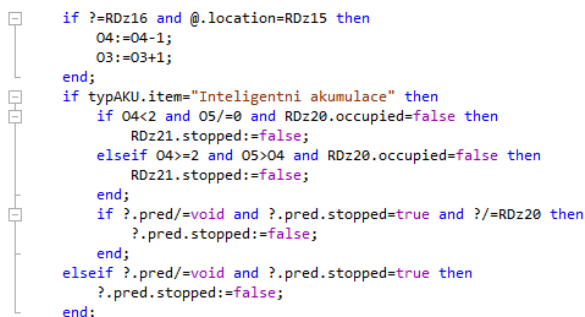 if ?=RDz16 and @.location=RDz15 then
    O4:=O4-1;
    O3:=O3+1;
end;
if typAKU.item="Inteligentni akumulace" then
    if O4<2 and O5/=0 and RDz20.occupied=false then
        RDz21.stopped:=false;
    elseif O4>=2 and O5>O4 and RDz20.occupied=false then
        RDz21.stopped:=false;
    end;
    if ?.pred/=void and ?.pred.stopped=true and ?/=RDz20 then
        ?.pred.stopped:=false;
    end;
elseif ?.pred/=void and ?.pred.stopped=true then
    ?.pred.stopped:=false;
end;